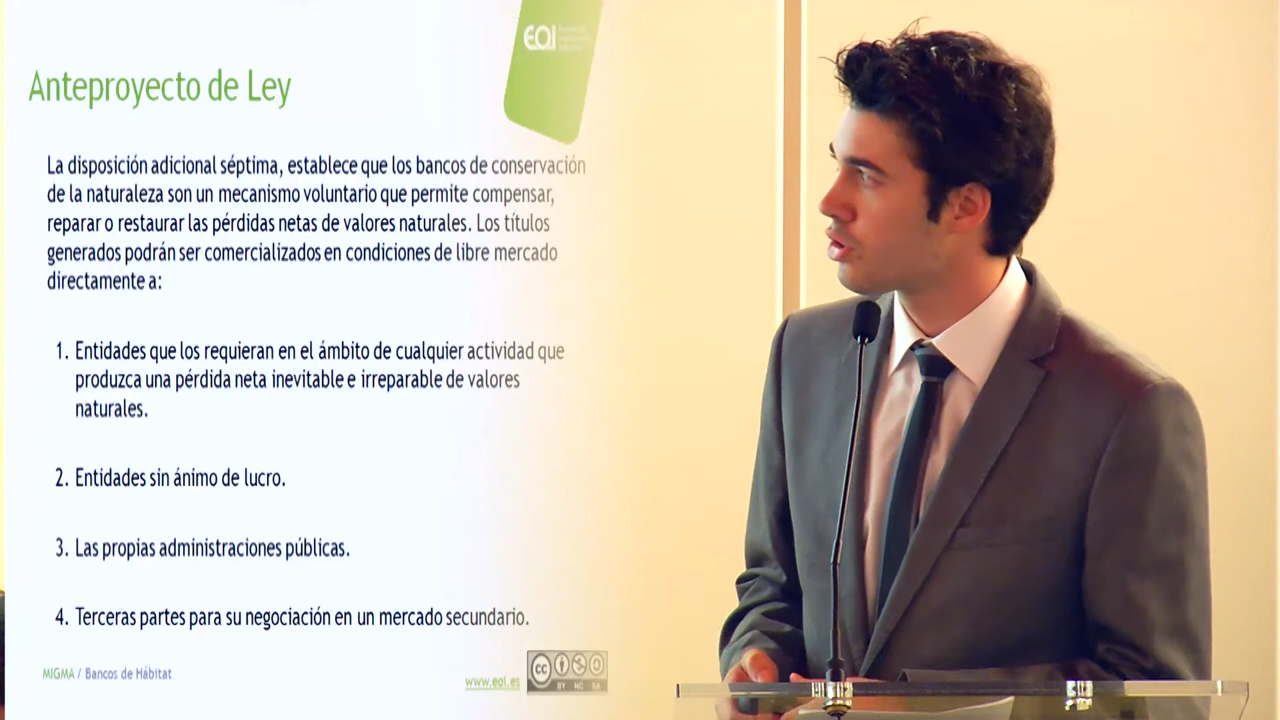 EOI
Anteproyecto de Ley
La disposición adicional séptima, establece que los bancos de conservación
de la naturaleza son un mecanismo voluntario que permite compensar,
reparar o restaurar las pérdidas netas de valores naturales. Los títulos
generados podrán ser comercializados en condiciones de libre mercado
directamente a:
1. Entidades que los requieran en el ámbito de cualquier actividad que
produzca una pérdida neta inevitable e irreparable de valores
naturales.
2. Entidades sin ánimo de lucro.
3. Las propias administraciones públicas.
4. Terceras partes para su negociación en un mercado secundario.
MIGMA / Bancos de Hábitat
www.eoi.es
cc
BY NC SA